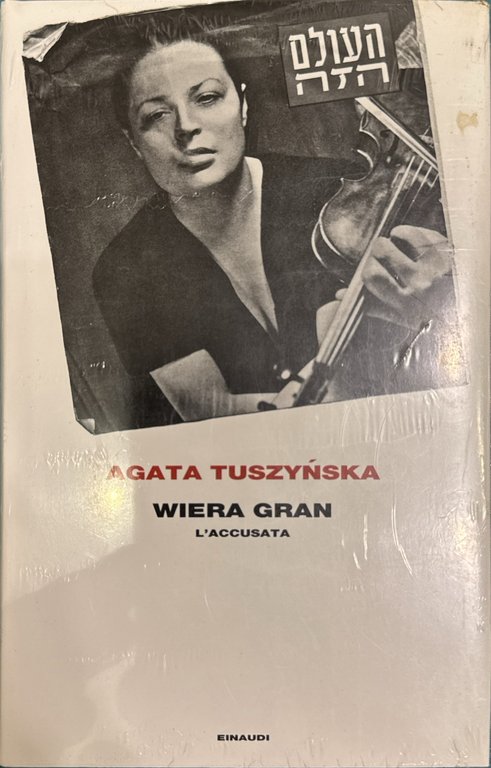 העולם
הזה
AGATA TUSZYŃSKA
WIERA GRAN
L'ACCUSATA
EINAUDI